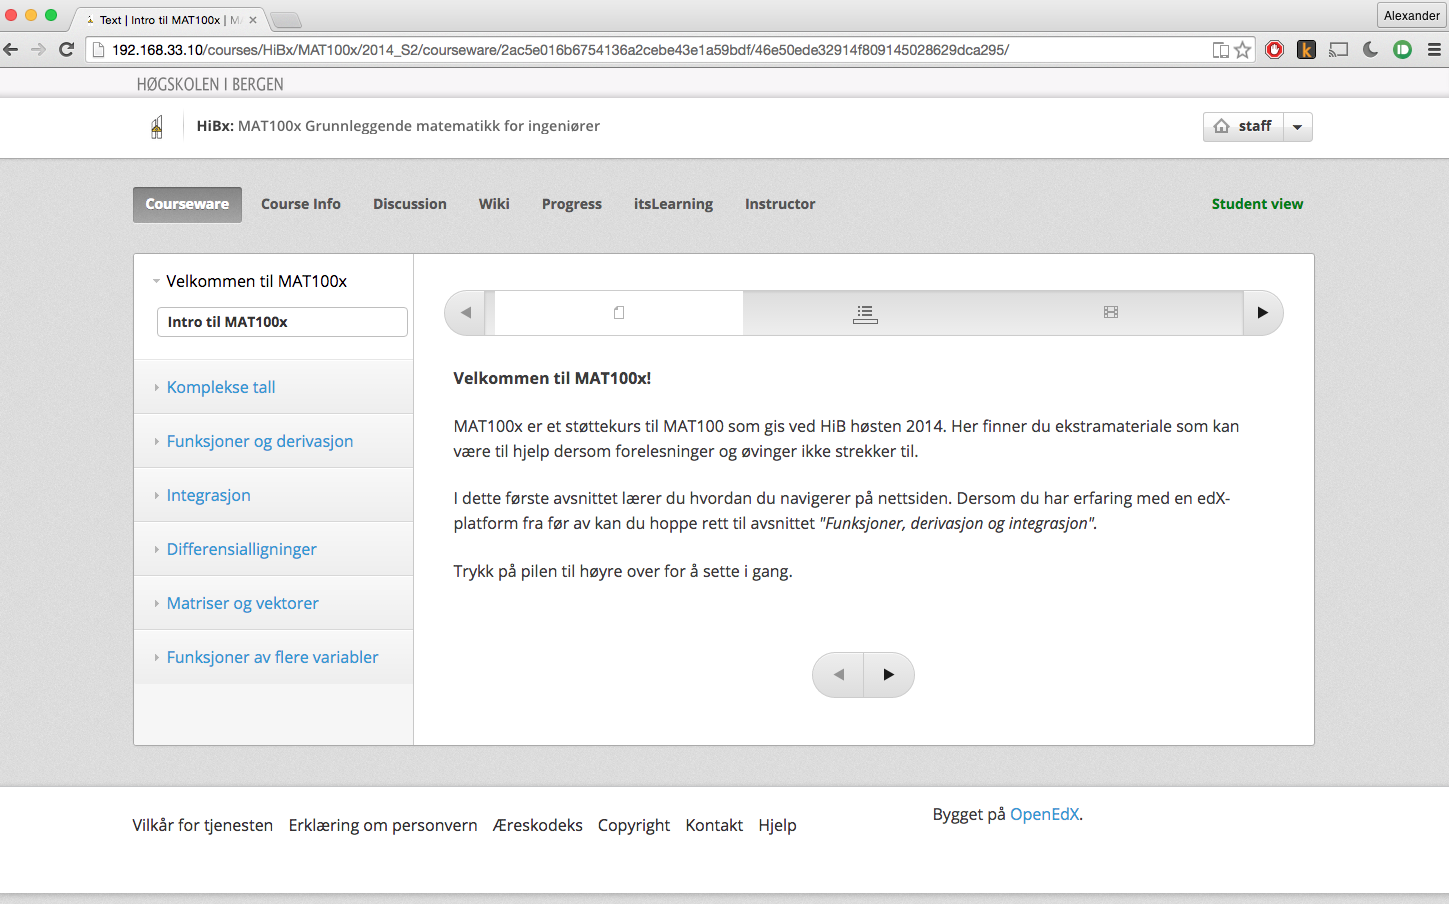 Text | Intro til MAT100x |
Alexander
192.168.33.10/courses/HiBx/MAT100x/2014_S2/courseware/2ac5e016b6754136a2cebe43e1a59bdf/46e50ede32914f809145028629dca295/
HØGSKOLEN I BERGEN
HiBx: MAT100x Grunnleggende matematikk for ingeniører
staff
Courseware Course Info Discussion Wiki Progress itsLearning Instructor Student view
Velkommen til MAT100x
Intro til MAT100x
Komplekse tall
Funksjoner og derivasjon
Integrasjon
Differensialligninger
Matriser og vektorer
Funksjoner av flere variabler
Velkommen til MAT100x!
MAT100x er et støttekurs til MAT100 som gis ved HiB høsten 2014. Her finner du ekstramateriale som kan
være til hjelp dersom forelesninger og øvinger ikke strekker til.
I dette første avsnittet lærer du hvordan du navigerer på nettsiden. Dersom du har erfaring med en edX-
platform fra før av kan du hoppe rett til avsnittet "Funksjoner, derivasjon og integrasjon".
Trykk på pilen til høyre over for å sette i gang.
Vilkår for tjenesten Erklæring om personvern Æreskodeks Copyright Kontakt Hjelp
Bygget på OpenEdX.